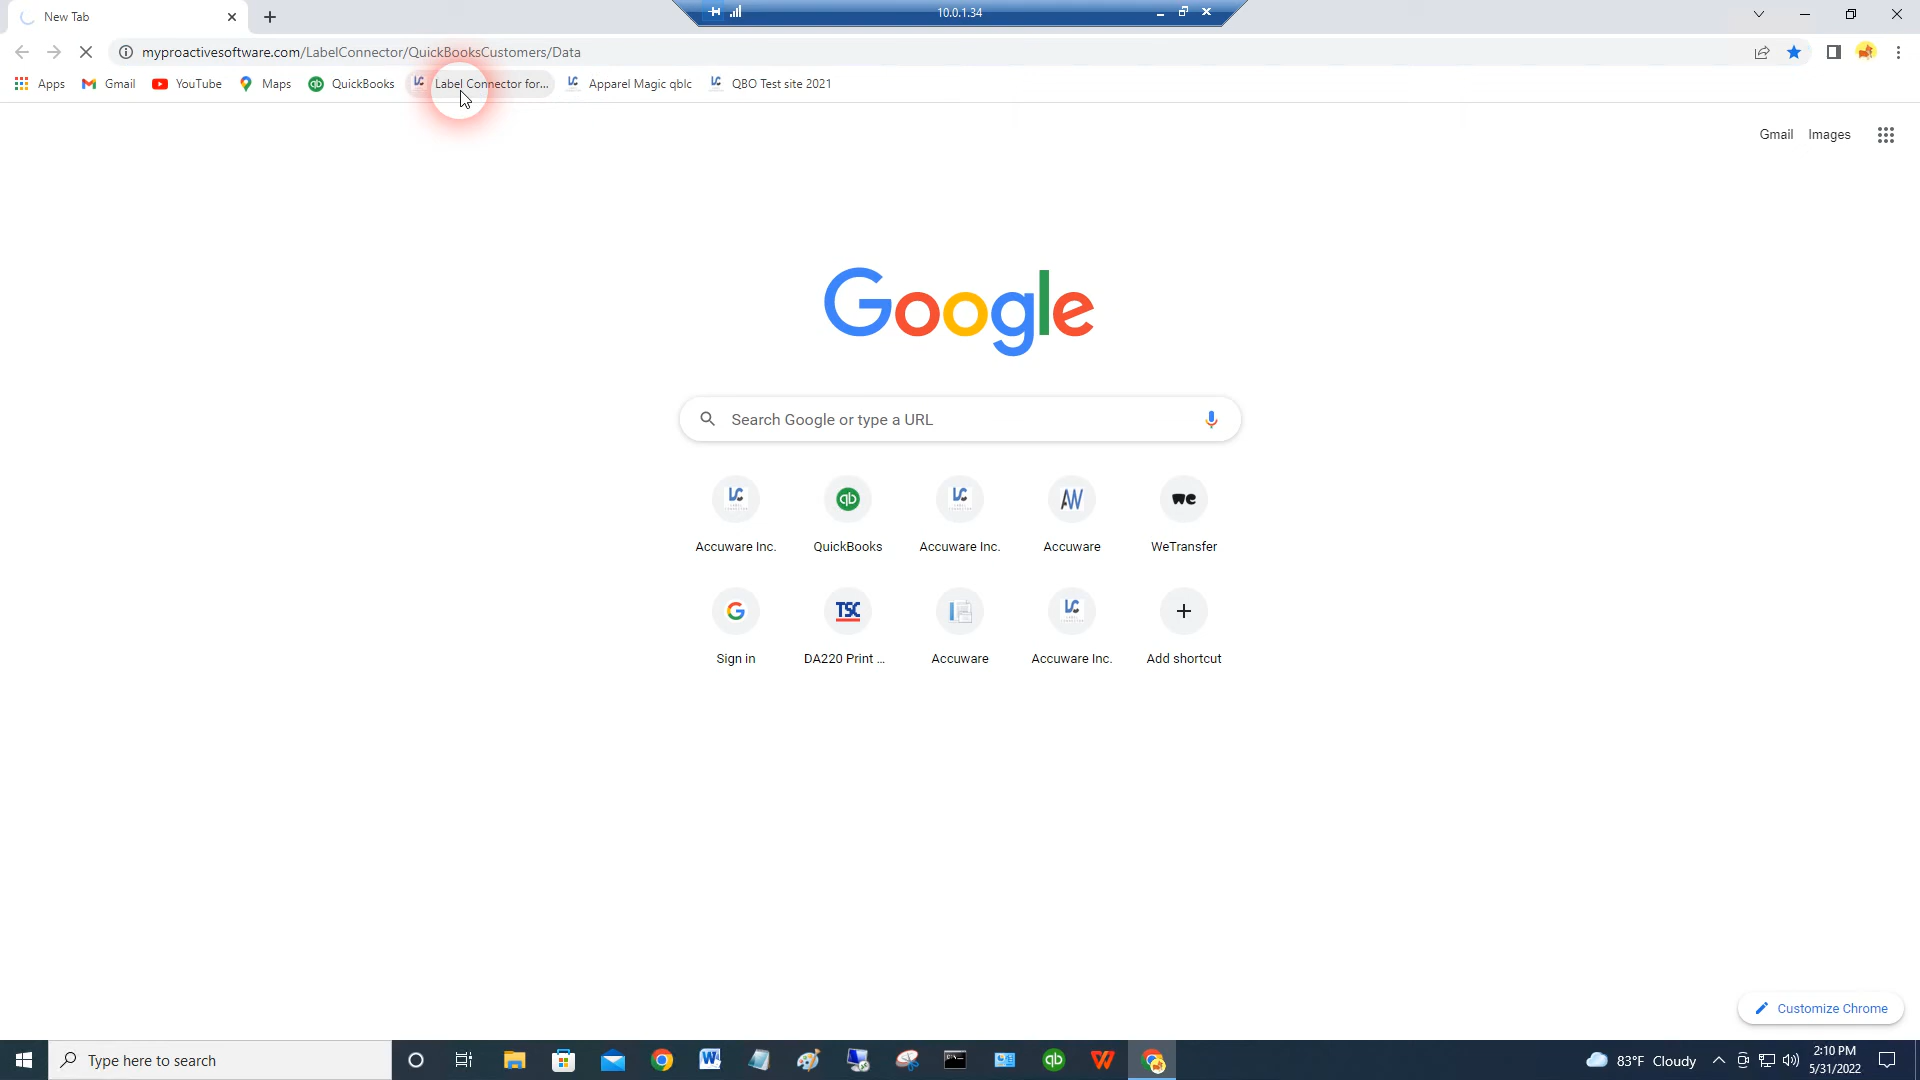 New Tab
10.0.1.34
myproactivesoftware.com/LabelConnector/QuickBooksCustomers/Data
Apps Gmail YouTube Maps QuickBooks Label Connector for... Apparel Magic qblc QBO Test site 2021
Gmail Images
Google
Search Google or type a URL
Accuware Inc. QuickBooks Accuware Inc. Accuware WeTransfer
Sign in DA220 Print ... Accuware Accuware Inc. Add shortcut
Customize Chrome
Type here to search
83°F Cloudy
2:10 PM
5/31/2022